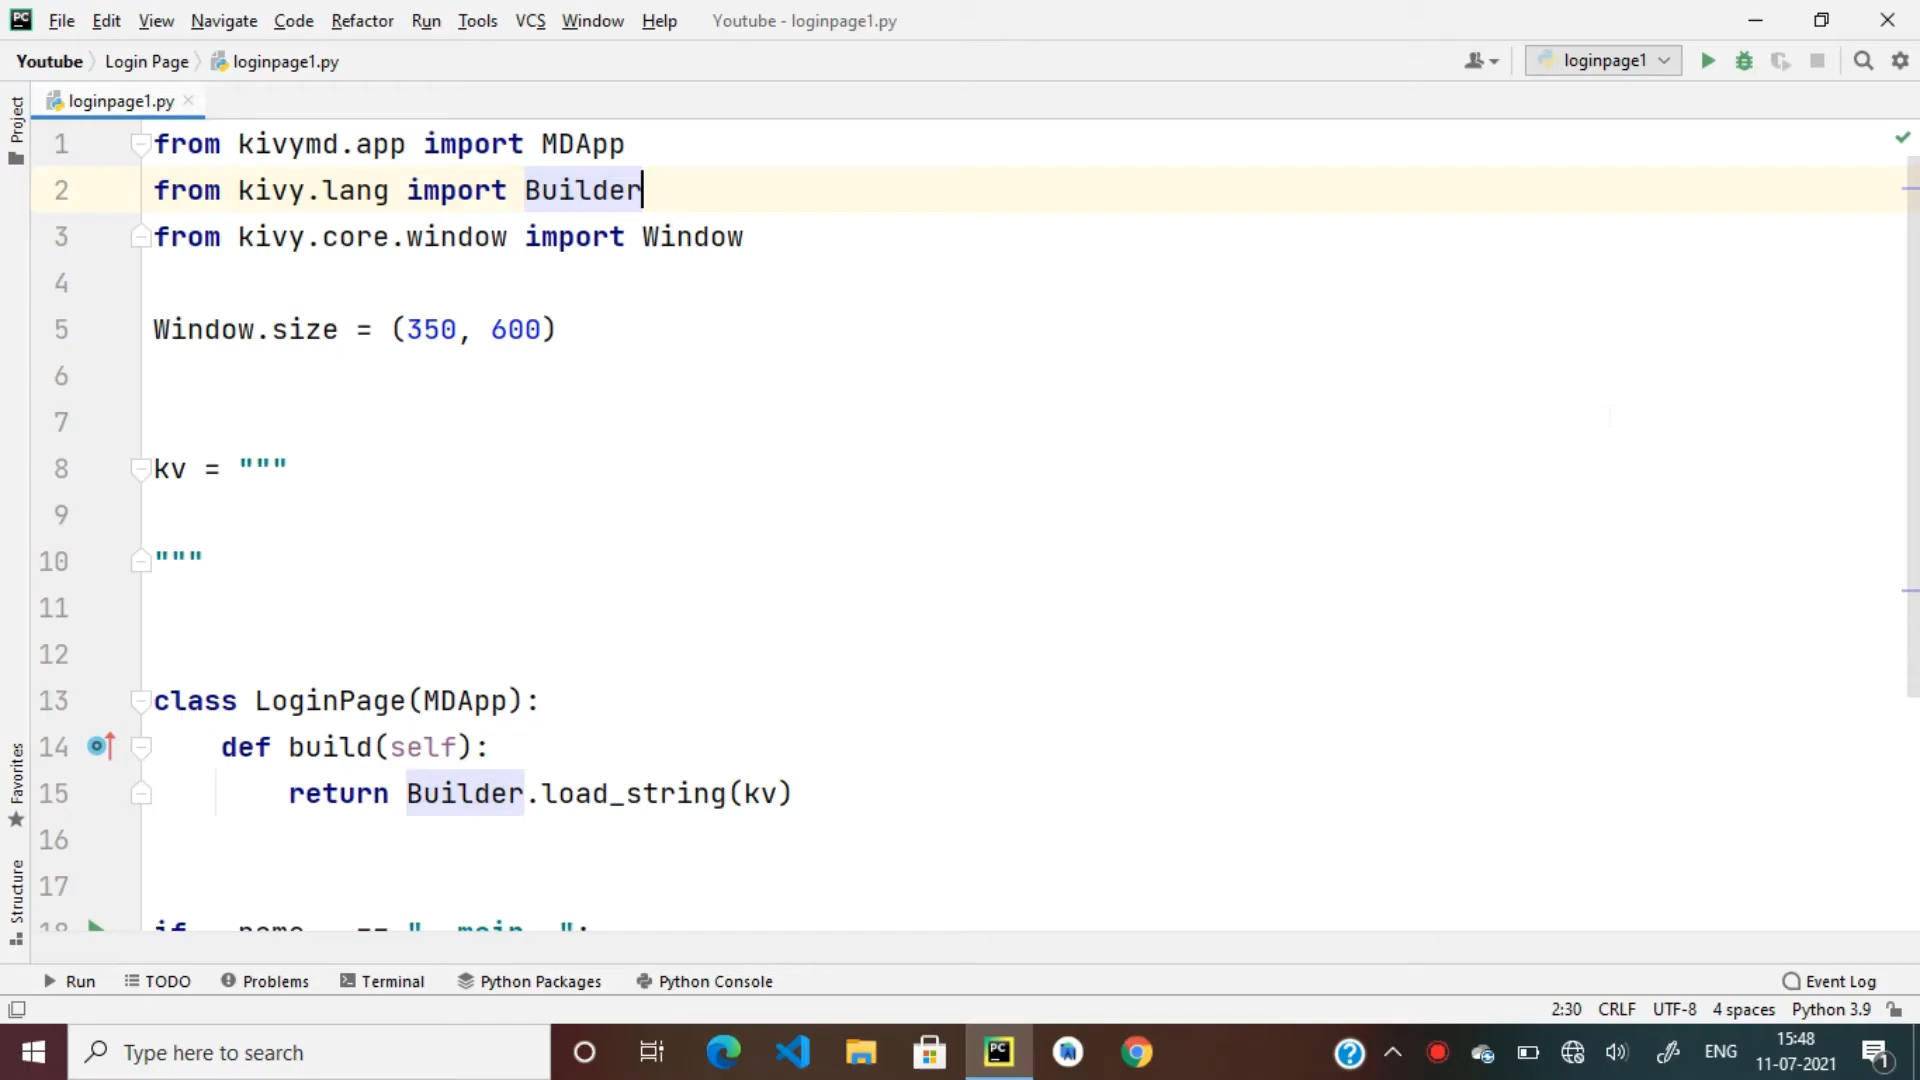 File Edit View Navigate Code Refactor Run Tools VCS Window Help Youtube - loginpage1.py
Youtube Login Page loginpage1.py loginpage1
Project
loginpage1.py
1 from kivymd.app import MDApp
2 from kivy.lang import Builder
3 from kivy.core.window import Window
4
5 Window.size = (350, 600)
6
7
8 kv = """
9
10 """
11
12
13 class LoginPage(MDApp):
14 def build(self):
15 return Builder.load_string(kv)
16
17
18 if __name__ == "__main__":
Favorites
Structure
Run TODO Problems Terminal Python Packages Python Console Event Log
2:30 CRLF UTF-8 4 spaces Python 3.9
Type here to search
ENG
15:48
11-07-2021
1